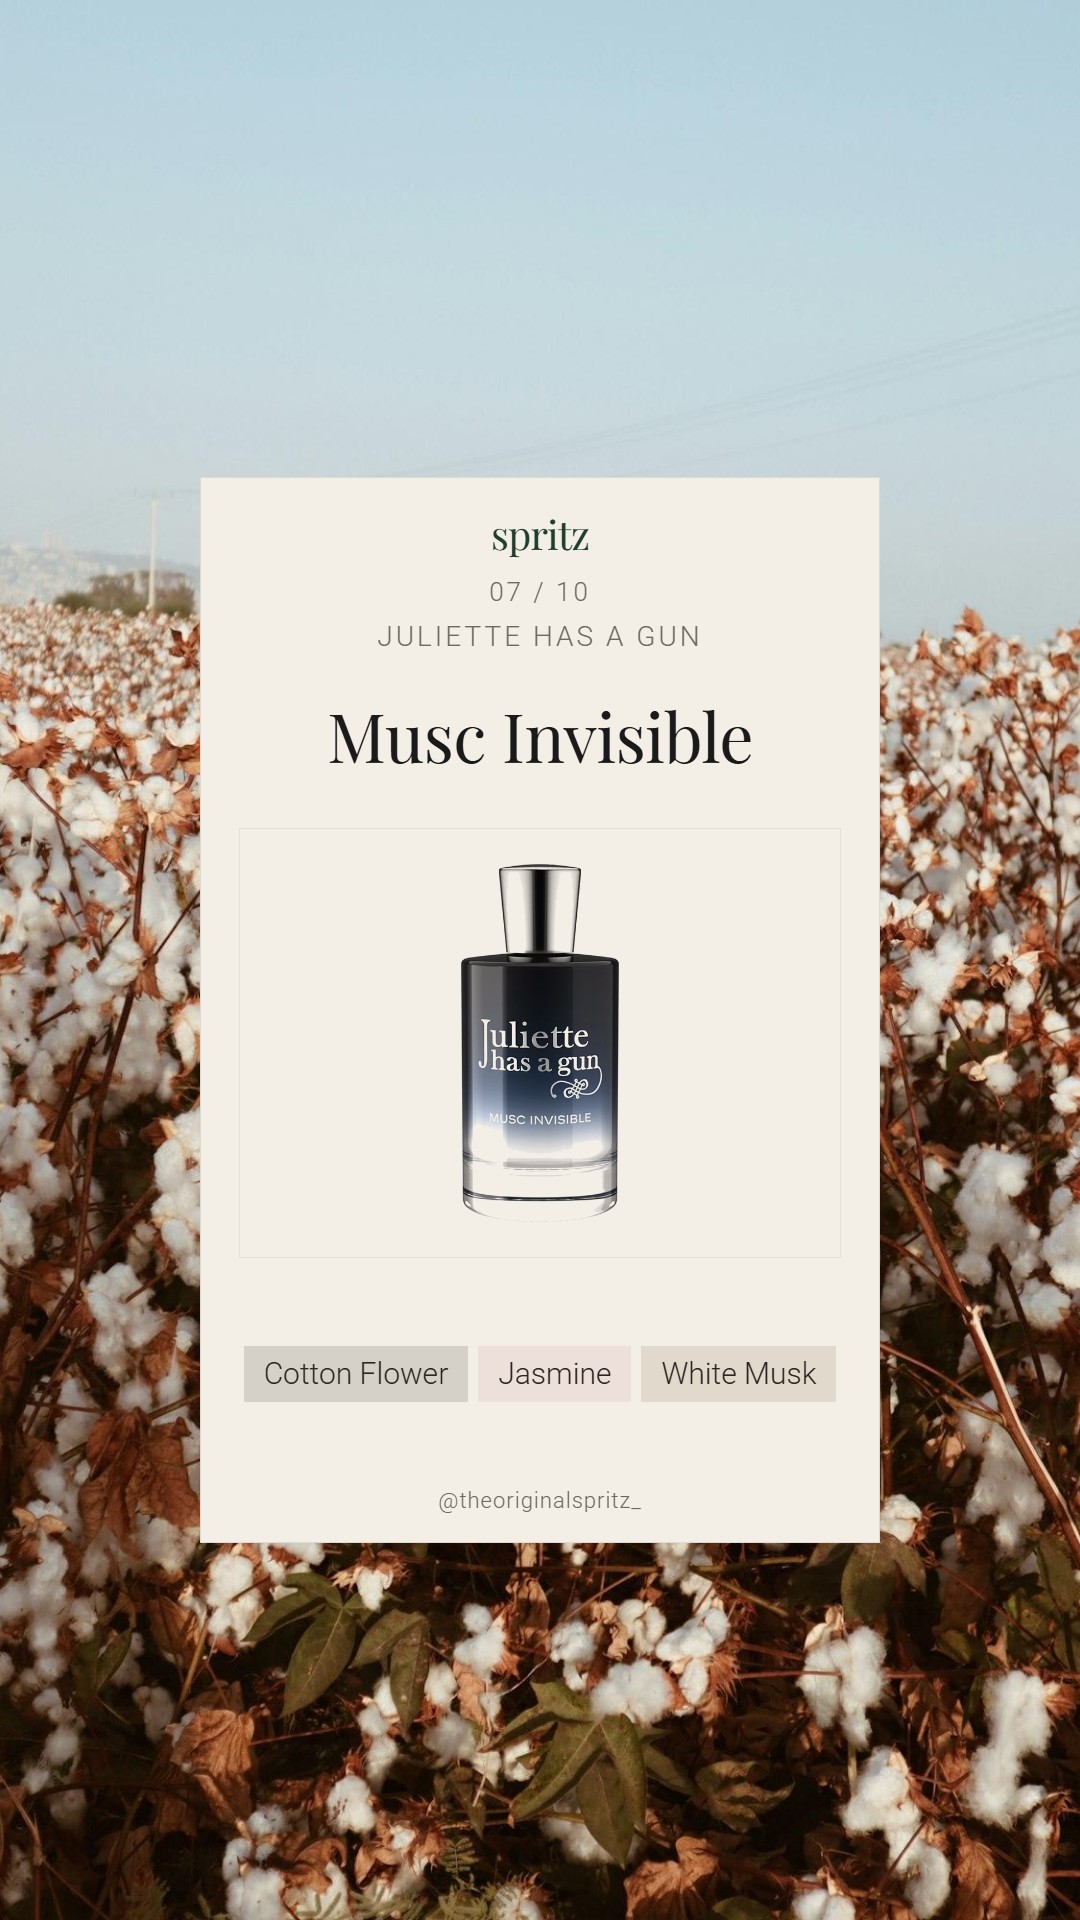 spritz
07 / 10
JULIETTE HAS A GUN
Musc Invisible
Juliette
has a gun
MUSC INVISIBLE
Cotton Flower Jasmine White Musk
@theoriginalspritz_